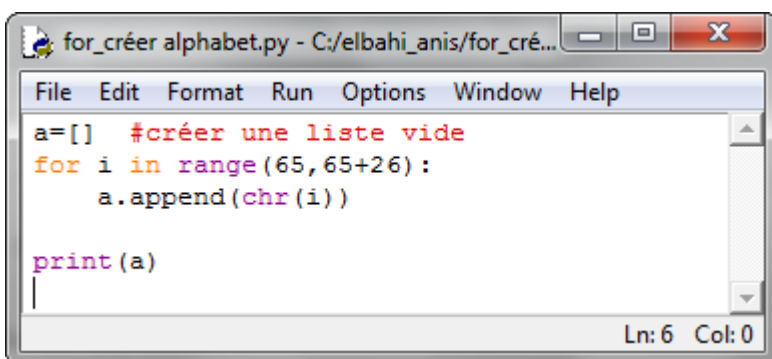 for_créer alphabet.py - C:/elbahi_anis/for_cré...
File Edit Format Run Options Window Help
a=[]  #créer une liste vide
for i in range(65,65+26):
    a.append(chr(i))
print(a)
Ln: 6 Col: 0